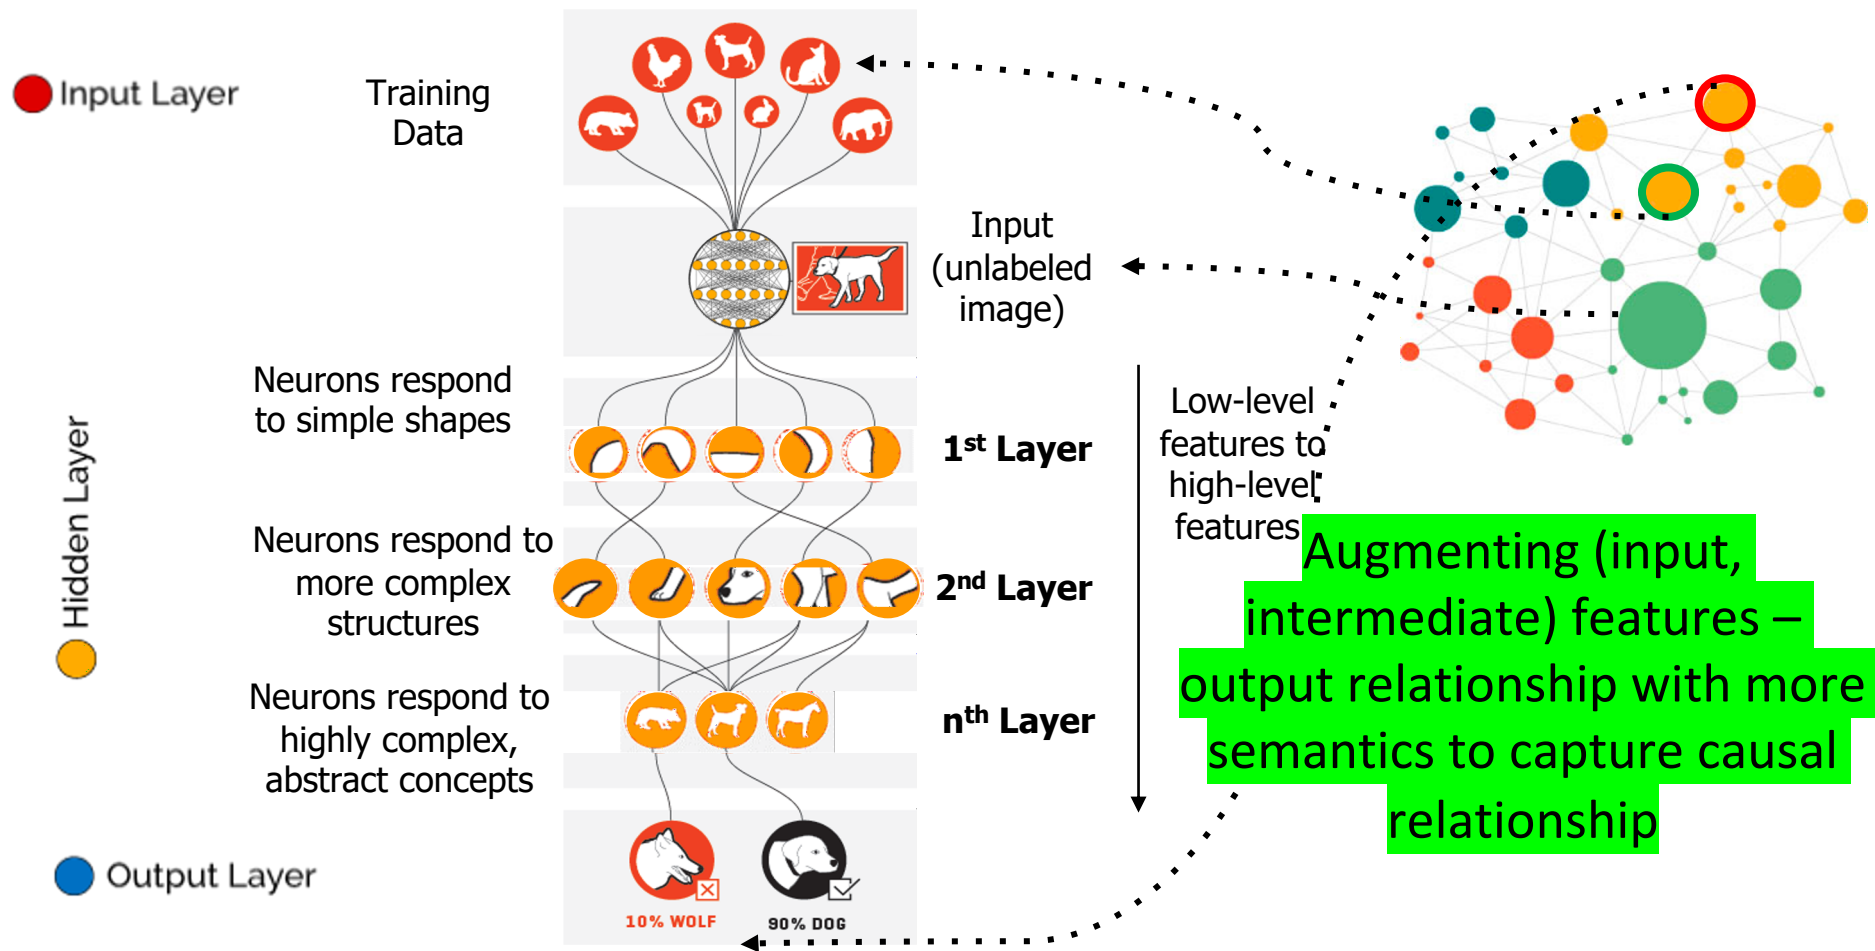 Input Layer
Training
Data
Input
(unlabeled
image)
Neurons respond
to simple shapes
1st Layer
Low-level
features to
high-level
features
Hidden Layer
Neurons respond to
more complex
structures
2nd Layer
Neurons respond to
highly complex,
abstract concepts
nth Layer
Augmenting (input,
intermediate) features –
output relationship with more
semantics to capture causal
relationship
Output Layer
10% WOLF
90% DOG